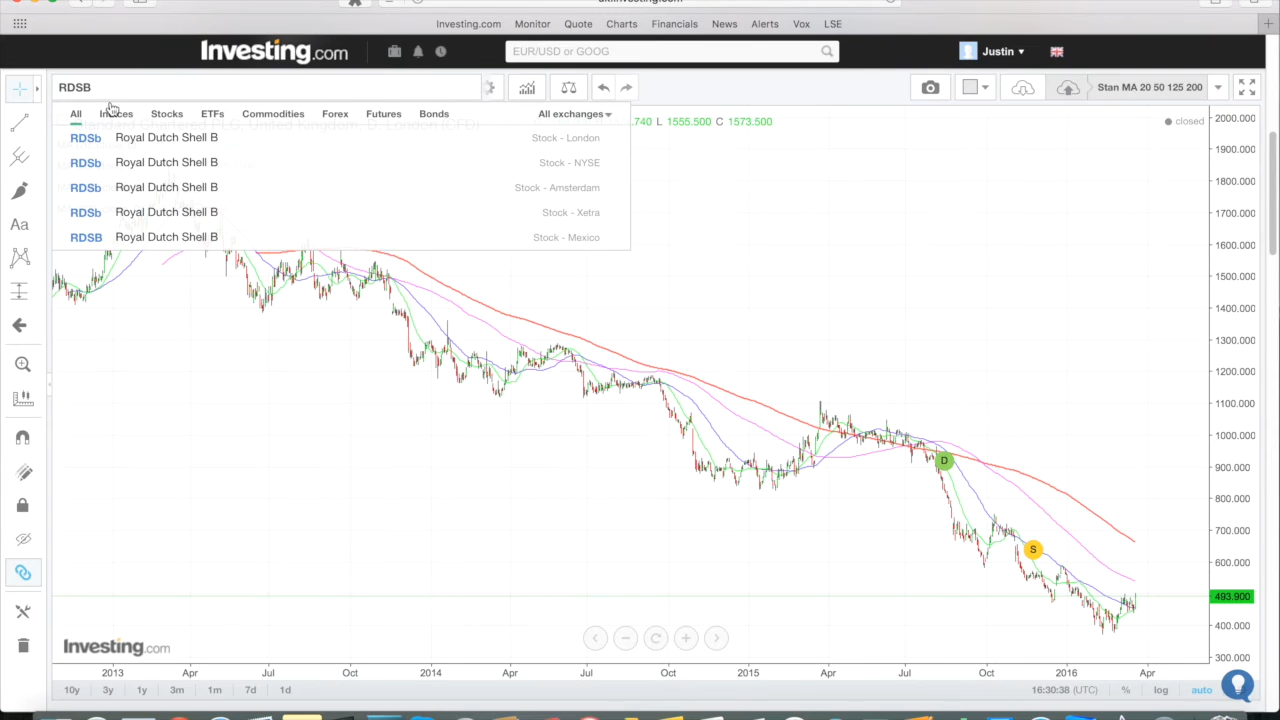 uk.investing.com
Investing.com Monitor Quote Charts Financials News Alerts Vox LSE
Investing.com EUR/USD or GOOG Justin
RDSB Stan MA 20 50 125 200
All Indices Stocks ETFs Commodities Forex Futures Bonds All exchanges
.740 L 1555.500 C 1573.500 closed
RDSb Royal Dutch Shell B Stock - London
RDSb Royal Dutch Shell B Stock - NYSE
RDSb Royal Dutch Shell B Stock - Amsterdam
RDSb Royal Dutch Shell B Stock - Xetra
RDSB Royal Dutch Shell B Stock - Mexico
Aa
2000.000
1900.000
1800.000
1700.000
1600.000
1500.000
1400.000
1300.000
1200.000
1100.000
1000.000
900.000
800.000
700.000
600.000
493.900
400.000
300.000
D
S
Investing.com
2013 Apr Jul Oct 2014 Apr Jul Oct 2015 Apr Jul Oct 2016 Apr
10y 3y 1y 3m 1m 7d 1d 16:30:38 (UTC) % log auto